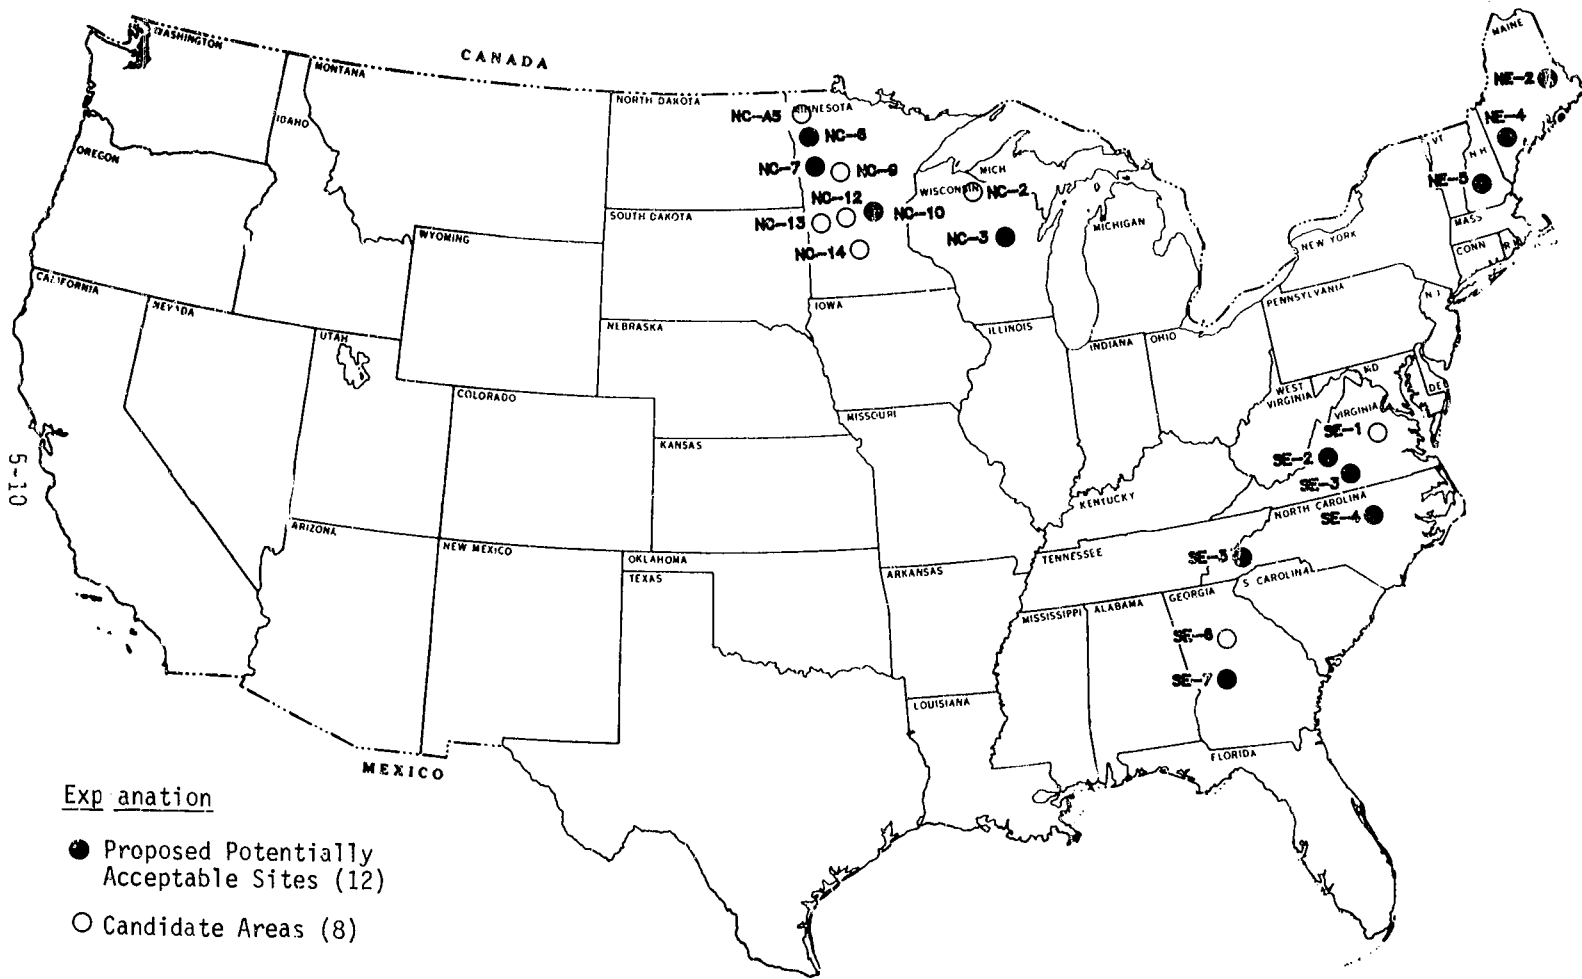 WASHINGTON
CANADA
MONTANA
IDAHO
OREGON
NORTH DAKOTA
MINNESOTA
MAINE
NE-2
NE-4
NC-A5
NC-6
NC-7
NC-9
VT
NH
NE-5
MICH
WISCONSIN
NC-2
NC-12
NC-10
SOUTH DAKOTA
NC-13
NC-3
NC-14
MICHIGAN
MASS
CONN
NEW YORK
WYOMING
CALIFORNIA
NEVADA
UTAH
IOWA
PENNSYLVANIA
NEBRASKA
ILLINOIS
INDIANA
OHIO
MD
DEL
WEST
VIRGINIA
COLORADO
MISSOURI
VIRGINIA
SE-1
KANSAS
SE-2
SE-3
5-10
KENTUCKY
NORTH CAROLINA
SE-4
ARIZONA
NEW MEXICO
OKLAHOMA
TENNESSEE
SE-5
TEXAS
ARKANSAS
S CAROLINA
GEORGIA
ALABAMA
MISSISSIPPI
SE-6
SE-7
LOUISIANA
FLORIDA
MEXICO
Exp anation
Proposed Potentially
Acceptable Sites (12)
Candidate Areas (8)